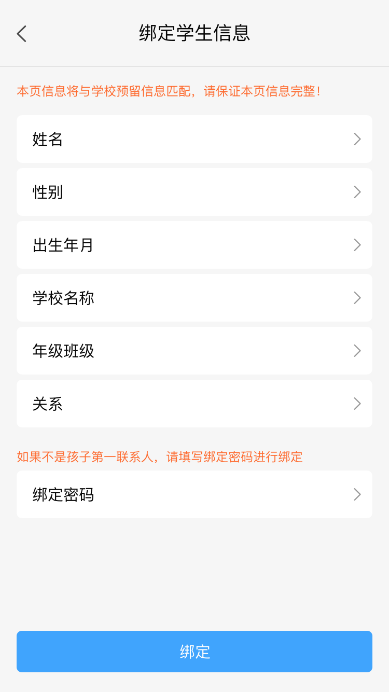 绑定学生信息
本页信息将与学校预留信息匹配，请保证本页信息完整！
姓名
性别
出生年月
学校名称
年级班级
关系
如果不是孩子第一联系人，请填写绑定密码进行绑定
绑定密码
绑定